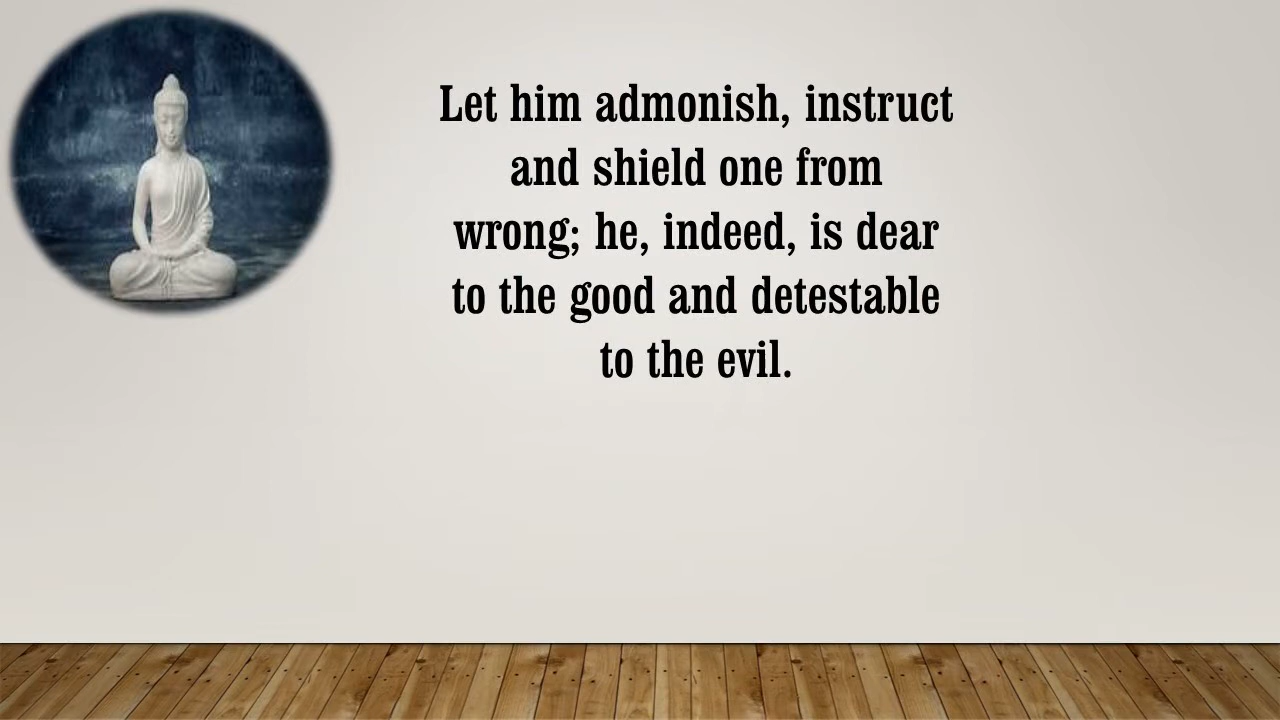 Let him admonish, instruct
and shield one from
wrong; he, indeed, is dear
to the good and detestable
to the evil.